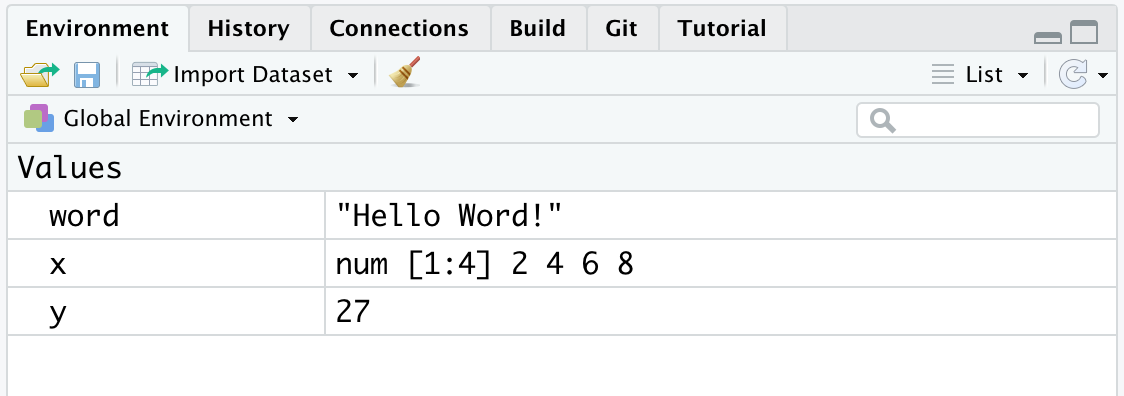 Environment History Connections Build Git Tutorial
Import Dataset List
Global Environment
Values
word "Hello Word!"
x num [1:4] 2 4 6 8
y 27